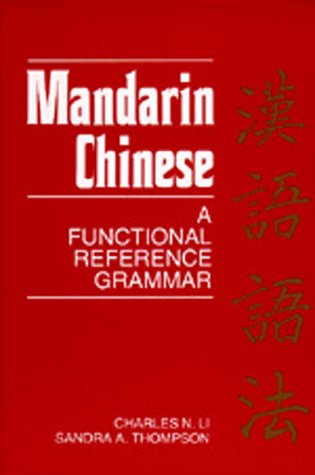 Mandarin
Chinese
A
FUNCTIONAL
REFERENCE
GRAMMAR
漢語語法
CHARLES N. LI
SANDRA A. THOMPSON